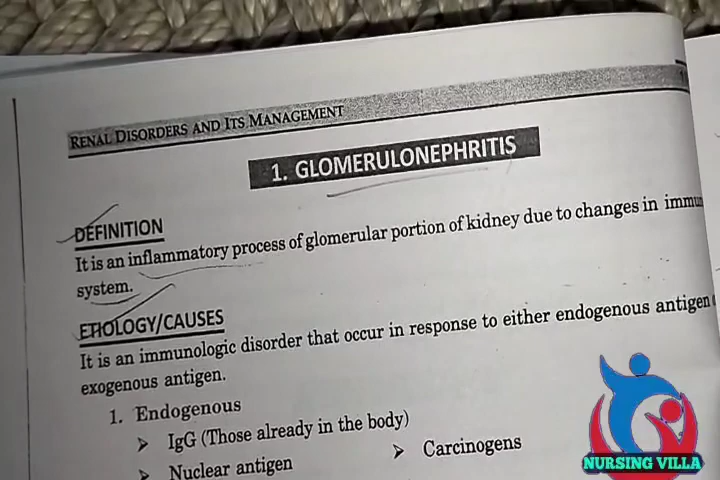 RENAL DISORDERS AND ITS MANAGEMENT
1. GLOMERULONEPHRITIS
DEFINITION
It is an inflammatory process of glomerular portion of kidney due to changes in immu
system.
ETIOLOGY/CAUSES
It is an immunologic disorder that occur in response to either endogenous antigen
exogenous antigen.
1. Endogenous
➤ IgG (Those already in the body)
➤ Nuclear antigen
➤ Carcinogens
NURSING VILLA